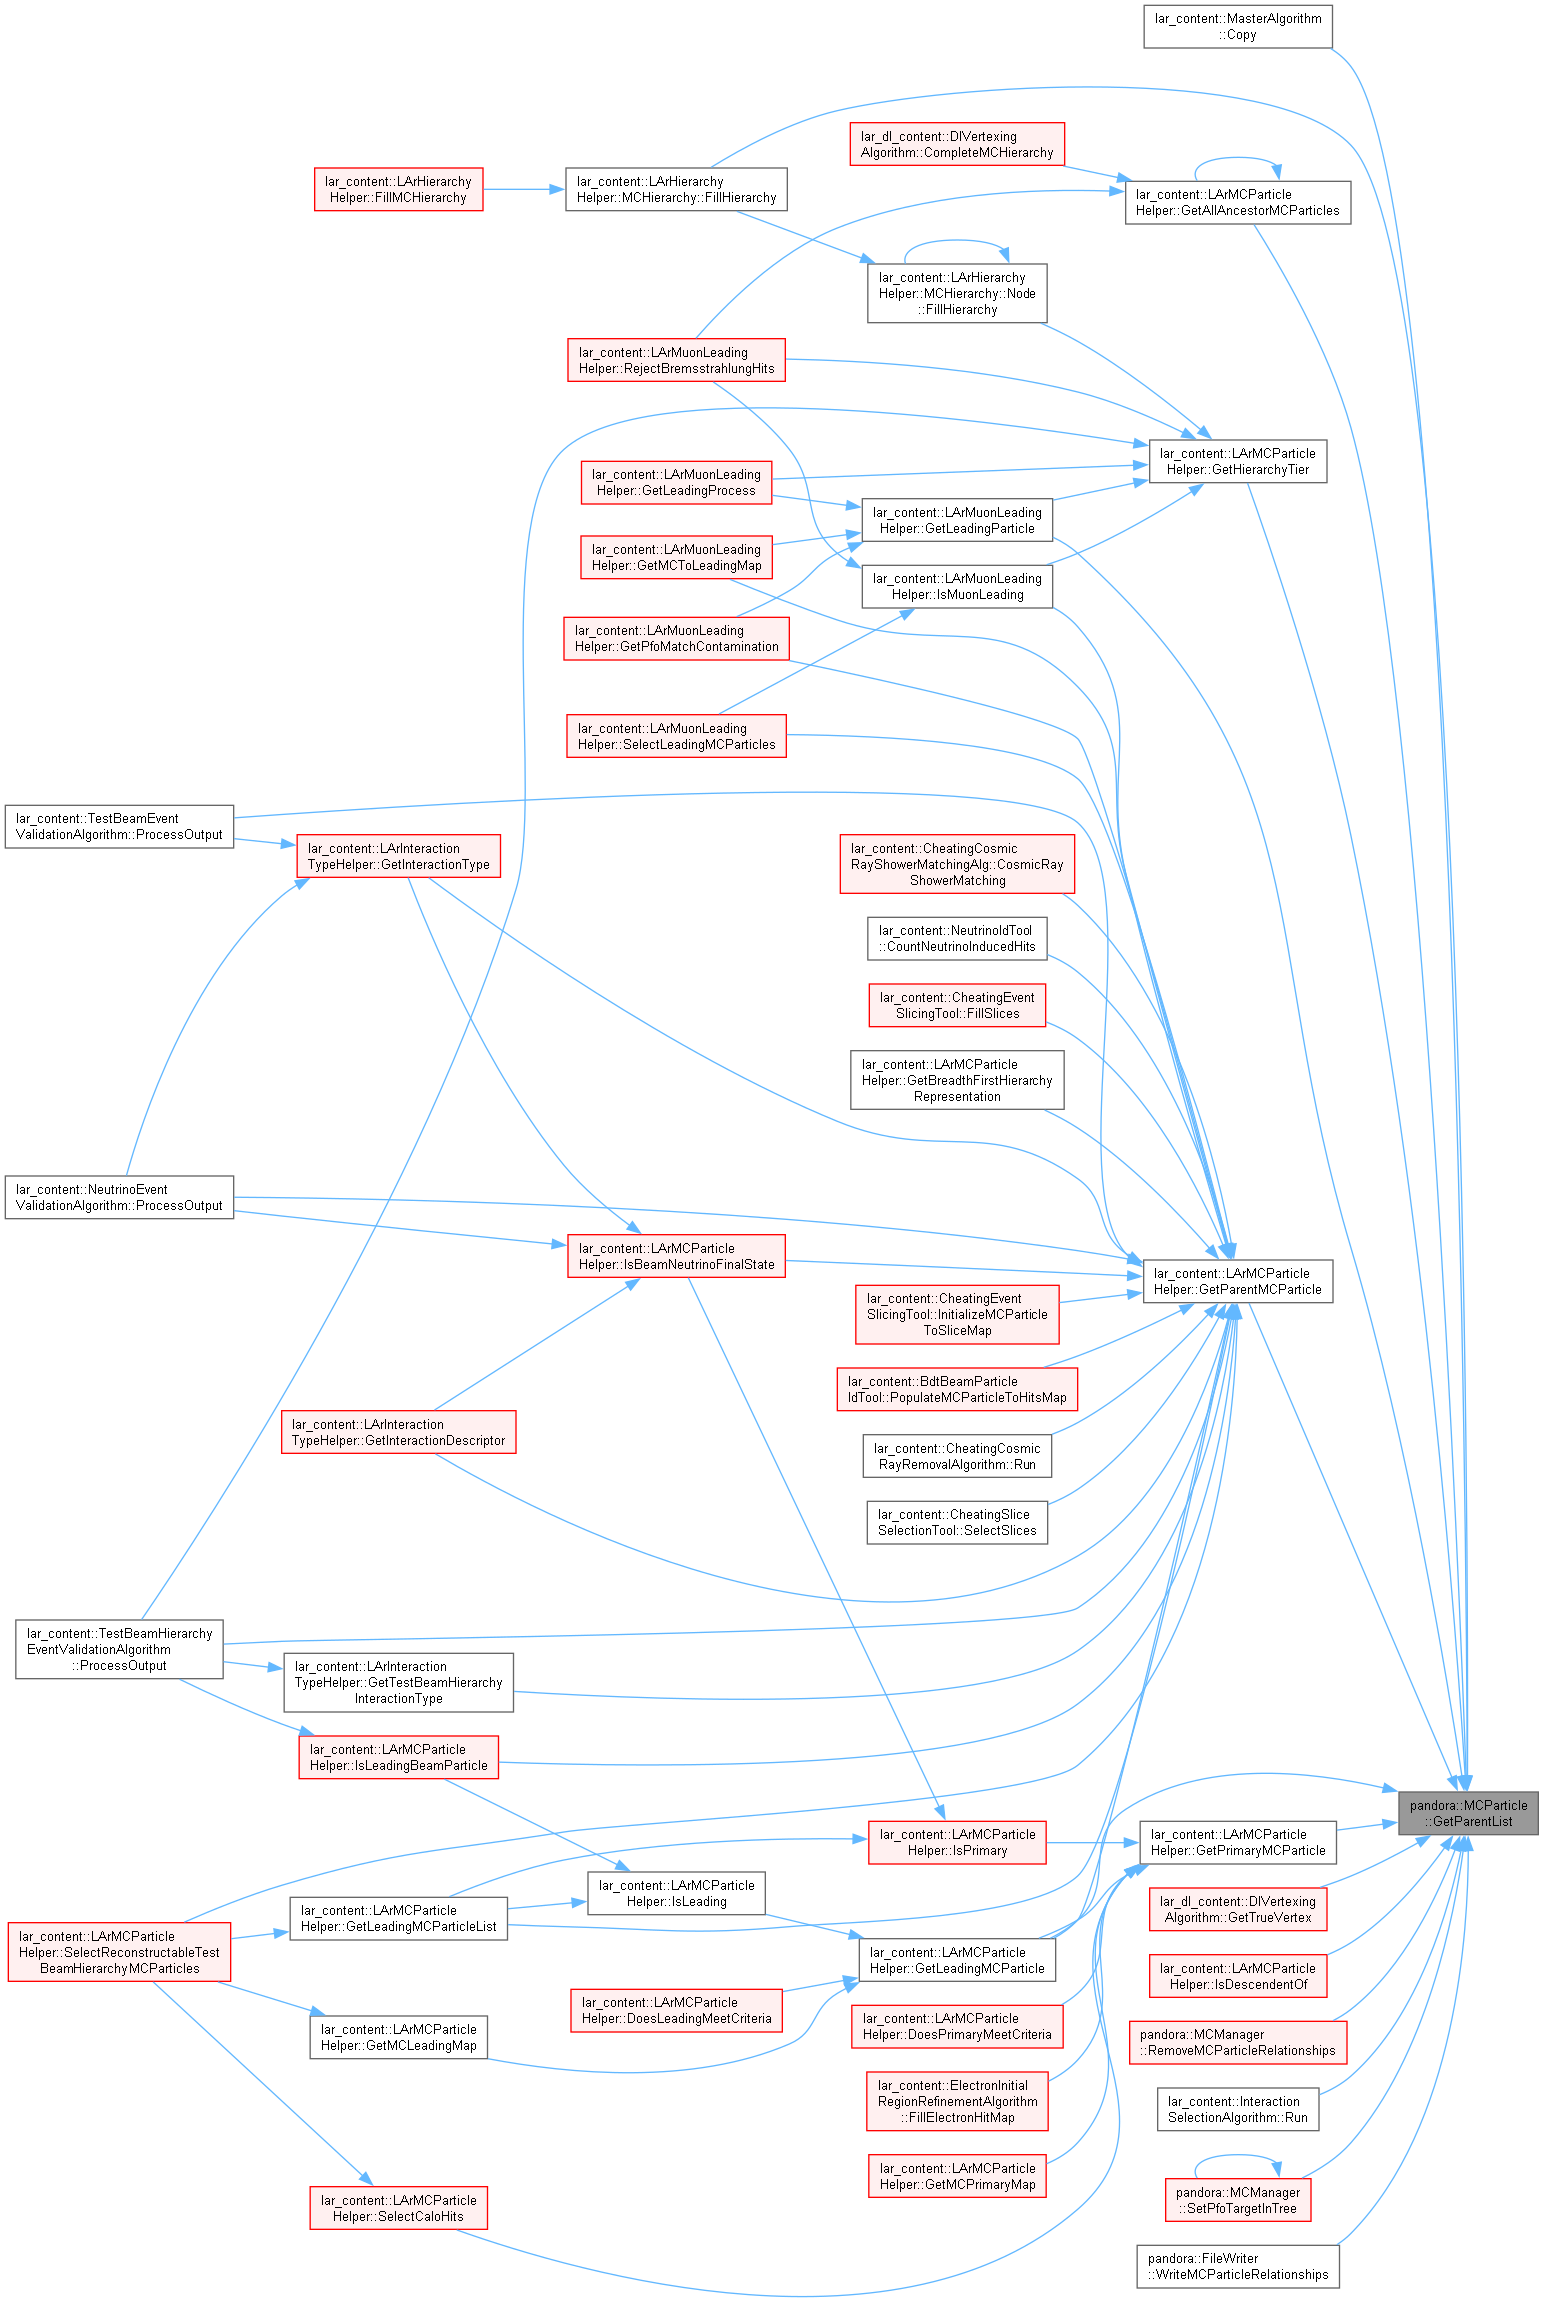 lar_content::MasterAlgorithm
::Copy
lar_dl_content::DlVertexing
Algorithm::CompleteMCHierarchy
lar_content::LArHierarchy
Helper::FillMCHierarchy
lar_content::LArHierarchy
Helper::MCHierarchy::FillHierarchy
lar_content::LArMCParticle
Helper::GetAllAncestorMCParticles
lar_content::LArHierarchy
Helper::MCHierarchy::Node
::FillHierarchy
lar_content::LArMuonLeading
Helper::RejectBremsstrahlungHits
lar_content::LArMCParticle
Helper::GetHierarchyTier
lar_content::LArMuonLeading
Helper::GetLeadingProcess
lar_content::LArMuonLeading
Helper::GetLeadingParticle
lar_content::LArMuonLeading
Helper::GetMCToLeadingMap
lar_content::LArMuonLeading
Helper::IsMuonLeading
lar_content::LArMuonLeading
Helper::GetPfoMatchContamination
lar_content::LArMuonLeading
Helper::SelectLeadingMCParticles
lar_content::TestBeamEvent
ValidationAlgorithm::ProcessOutput
lar_content::LArInteraction
TypeHelper::GetInteractionType
lar_content::CheatingCosmic
RayShowerMatchingAlg::CosmicRay
ShowerMatching
lar_content::NeutrinoIdTool
::CountNeutrinoInducedHits
lar_content::CheatingEvent
SlicingTool::FillSlices
lar_content::LArMCParticle
Helper::GetBreadthFirstHierarchy
Representation
lar_content::NeutrinoEvent
ValidationAlgorithm::ProcessOutput
lar_content::LArMCParticle
Helper::IsBeamNeutrinoFinalState
lar_content::LArMCParticle
Helper::GetParentMCParticle
lar_content::CheatingEvent
SlicingTool::InitializeMCParticle
ToSliceMap
lar_content::BdtBeamParticle
IdTool::PopulateMCParticleToHitsMap
lar_content::LArInteraction
TypeHelper::GetInteractionDescriptor
lar_content::CheatingCosmic
RayRemovalAlgorithm::Run
lar_content::CheatingSlice
SelectionTool::SelectSlices
lar_content::TestBeamHierarchy
EventValidationAlgorithm
::ProcessOutput
lar_content::LArInteraction
TypeHelper::GetTestBeamHierarchy
InteractionType
lar_content::LArMCParticle
Helper::IsLeadingBeamParticle
pandora::MCParticle
::GetParentList
lar_content::LArMCParticle
Helper::IsPrimary
lar_content::LArMCParticle
Helper::GetPrimaryMCParticle
lar_content::LArMCParticle
Helper::IsLeading
lar_content::LArMCParticle
Helper::GetLeadingMCParticleList
lar_dl_content::DlVertexing
Algorithm::GetTrueVertex
lar_content::LArMCParticle
Helper::SelectReconstructableTest
BeamHierarchyMCParticles
lar_content::LArMCParticle
Helper::GetLeadingMCParticle
lar_content::LArMCParticle
Helper::IsDescendentOf
lar_content::LArMCParticle
Helper::DoesLeadingMeetCriteria
lar_content::LArMCParticle
Helper::DoesPrimaryMeetCriteria
lar_content::LArMCParticle
Helper::GetMCLeadingMap
pandora::MCManager
::RemoveMCParticleRelationships
lar_content::ElectronInitial
RegionRefinementAlgorithm
::FillElectronHitMap
lar_content::Interaction
SelectionAlgorithm::Run
lar_content::LArMCParticle
Helper::GetMCPrimaryMap
pandora::MCManager
::SetPfoTargetInTree
lar_content::LArMCParticle
Helper::SelectCaloHits
pandora::FileWriter
::WriteMCParticleRelationships